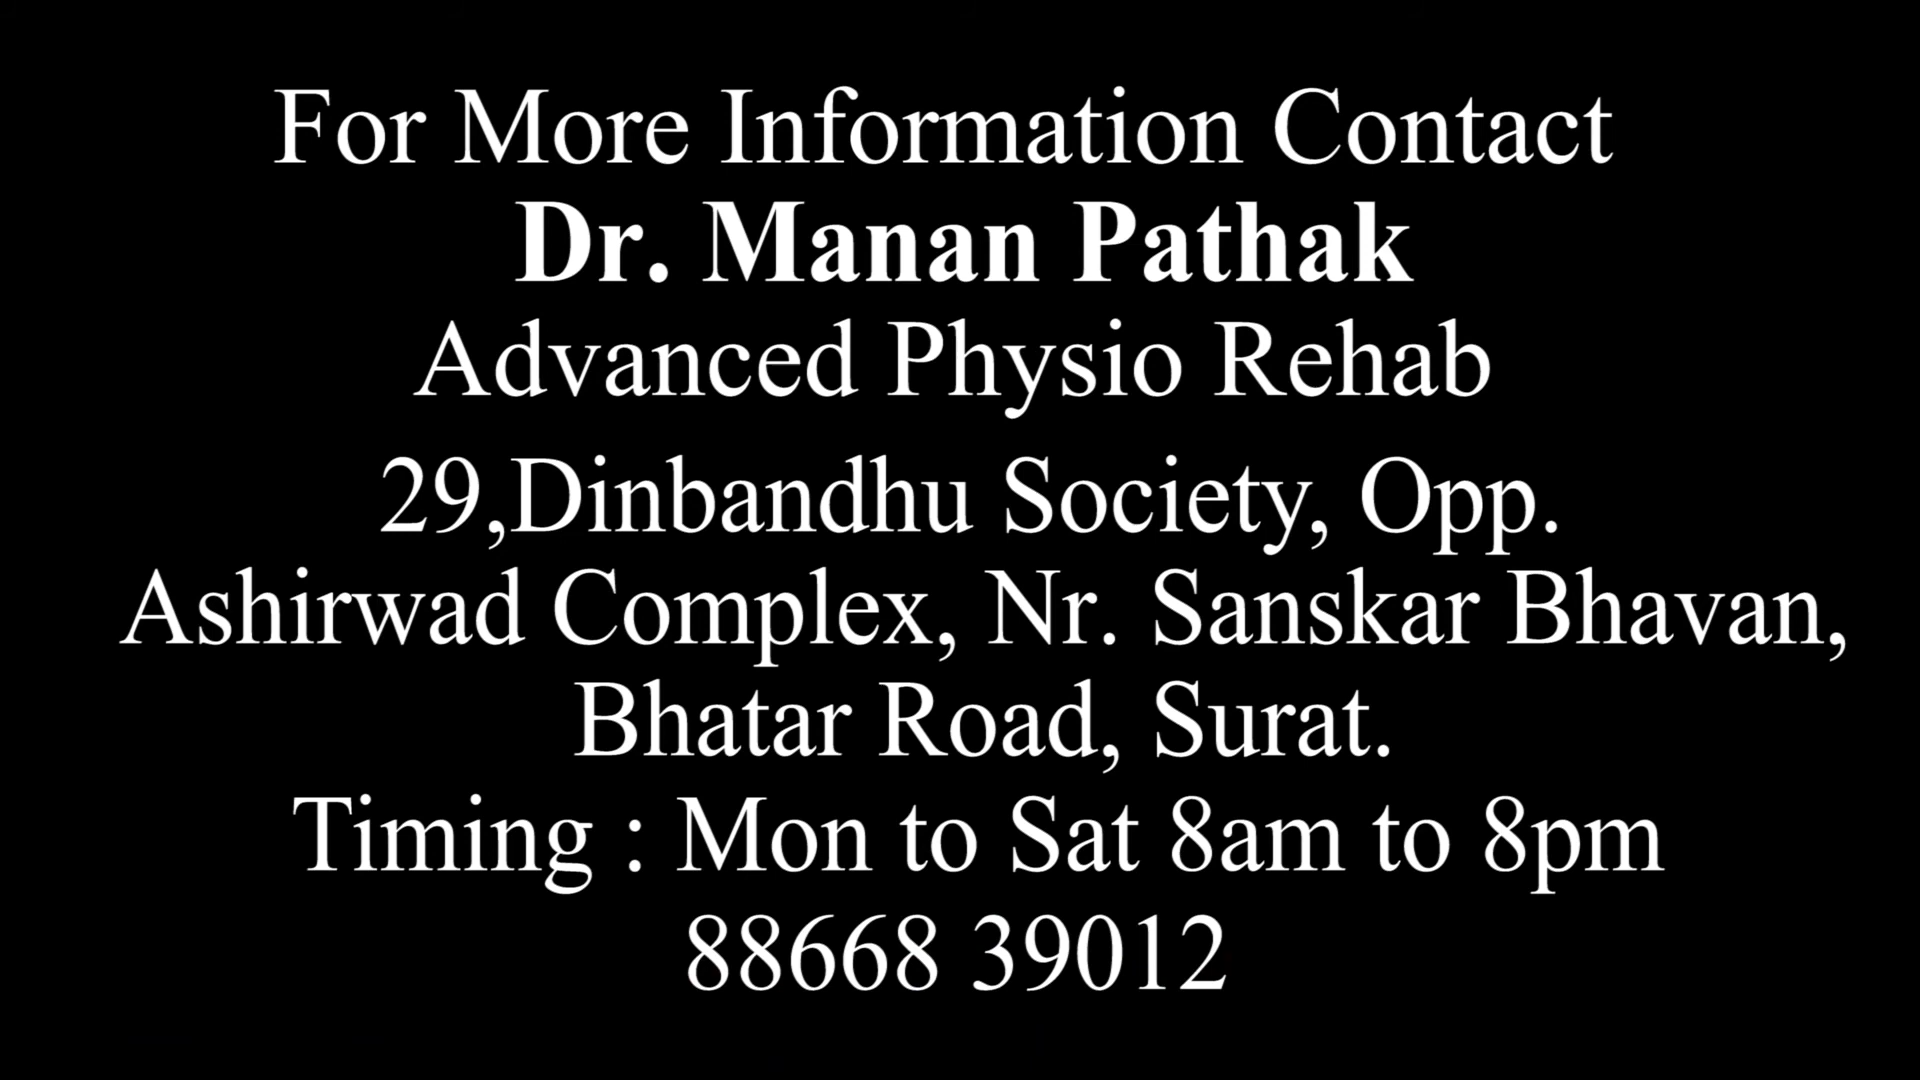 For More Information Contact
Dr. Manan Pathak
Advanced Physio Rehab
29,Dinbandhu Society, Opp.
Ashirwad Complex, Nr. Sanskar Bhavan,
Bhatar Road, Surat.
Timing : Mon to Sat 8am to 8pm
88668 39012